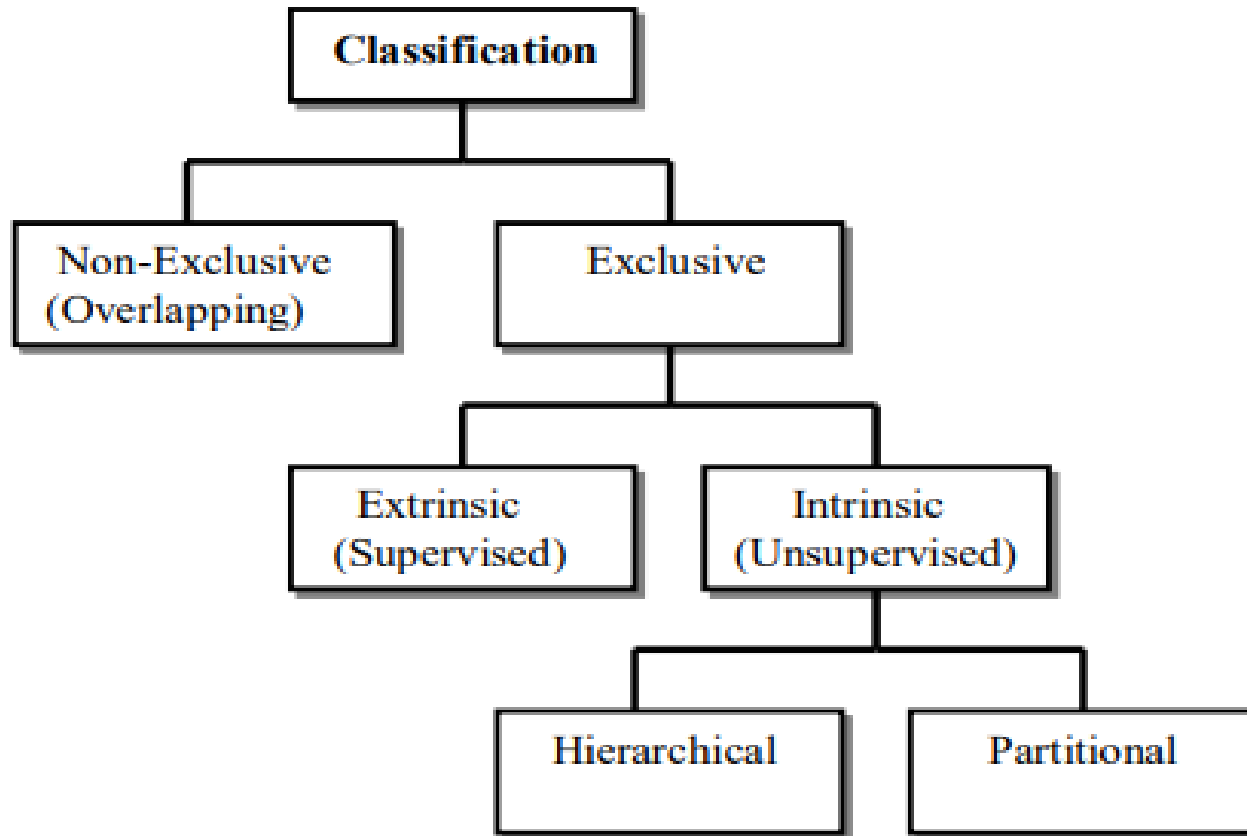 Classification
Non-Exclusive
(Overlapping)
Exclusive
Extrinsic
(Supervised)
Intrinsic
(Unsupervised)
Hierarchical
Partitional